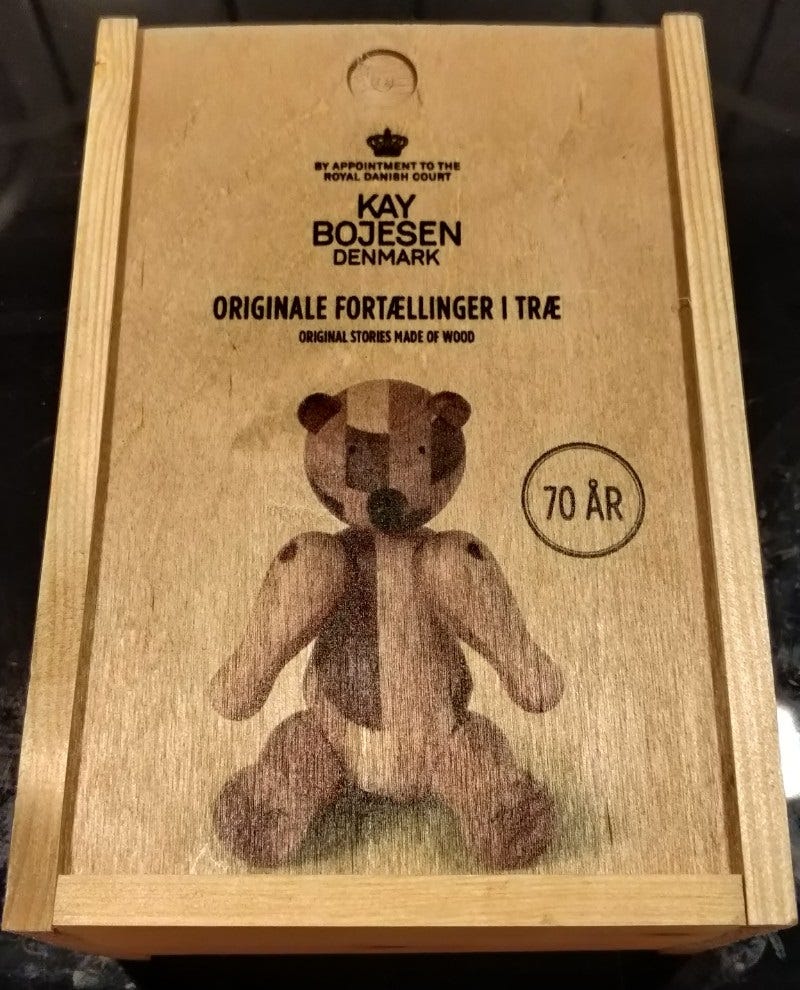 BY APPOINTMENT TO THE
ROYAL DANISH COURT
KAY
BOJESEN
DENMARK
ORIGINALE FORTÆLLINGER I TRÆ
ORIGINAL STORIES MADE OF WOOD
70 ÅR